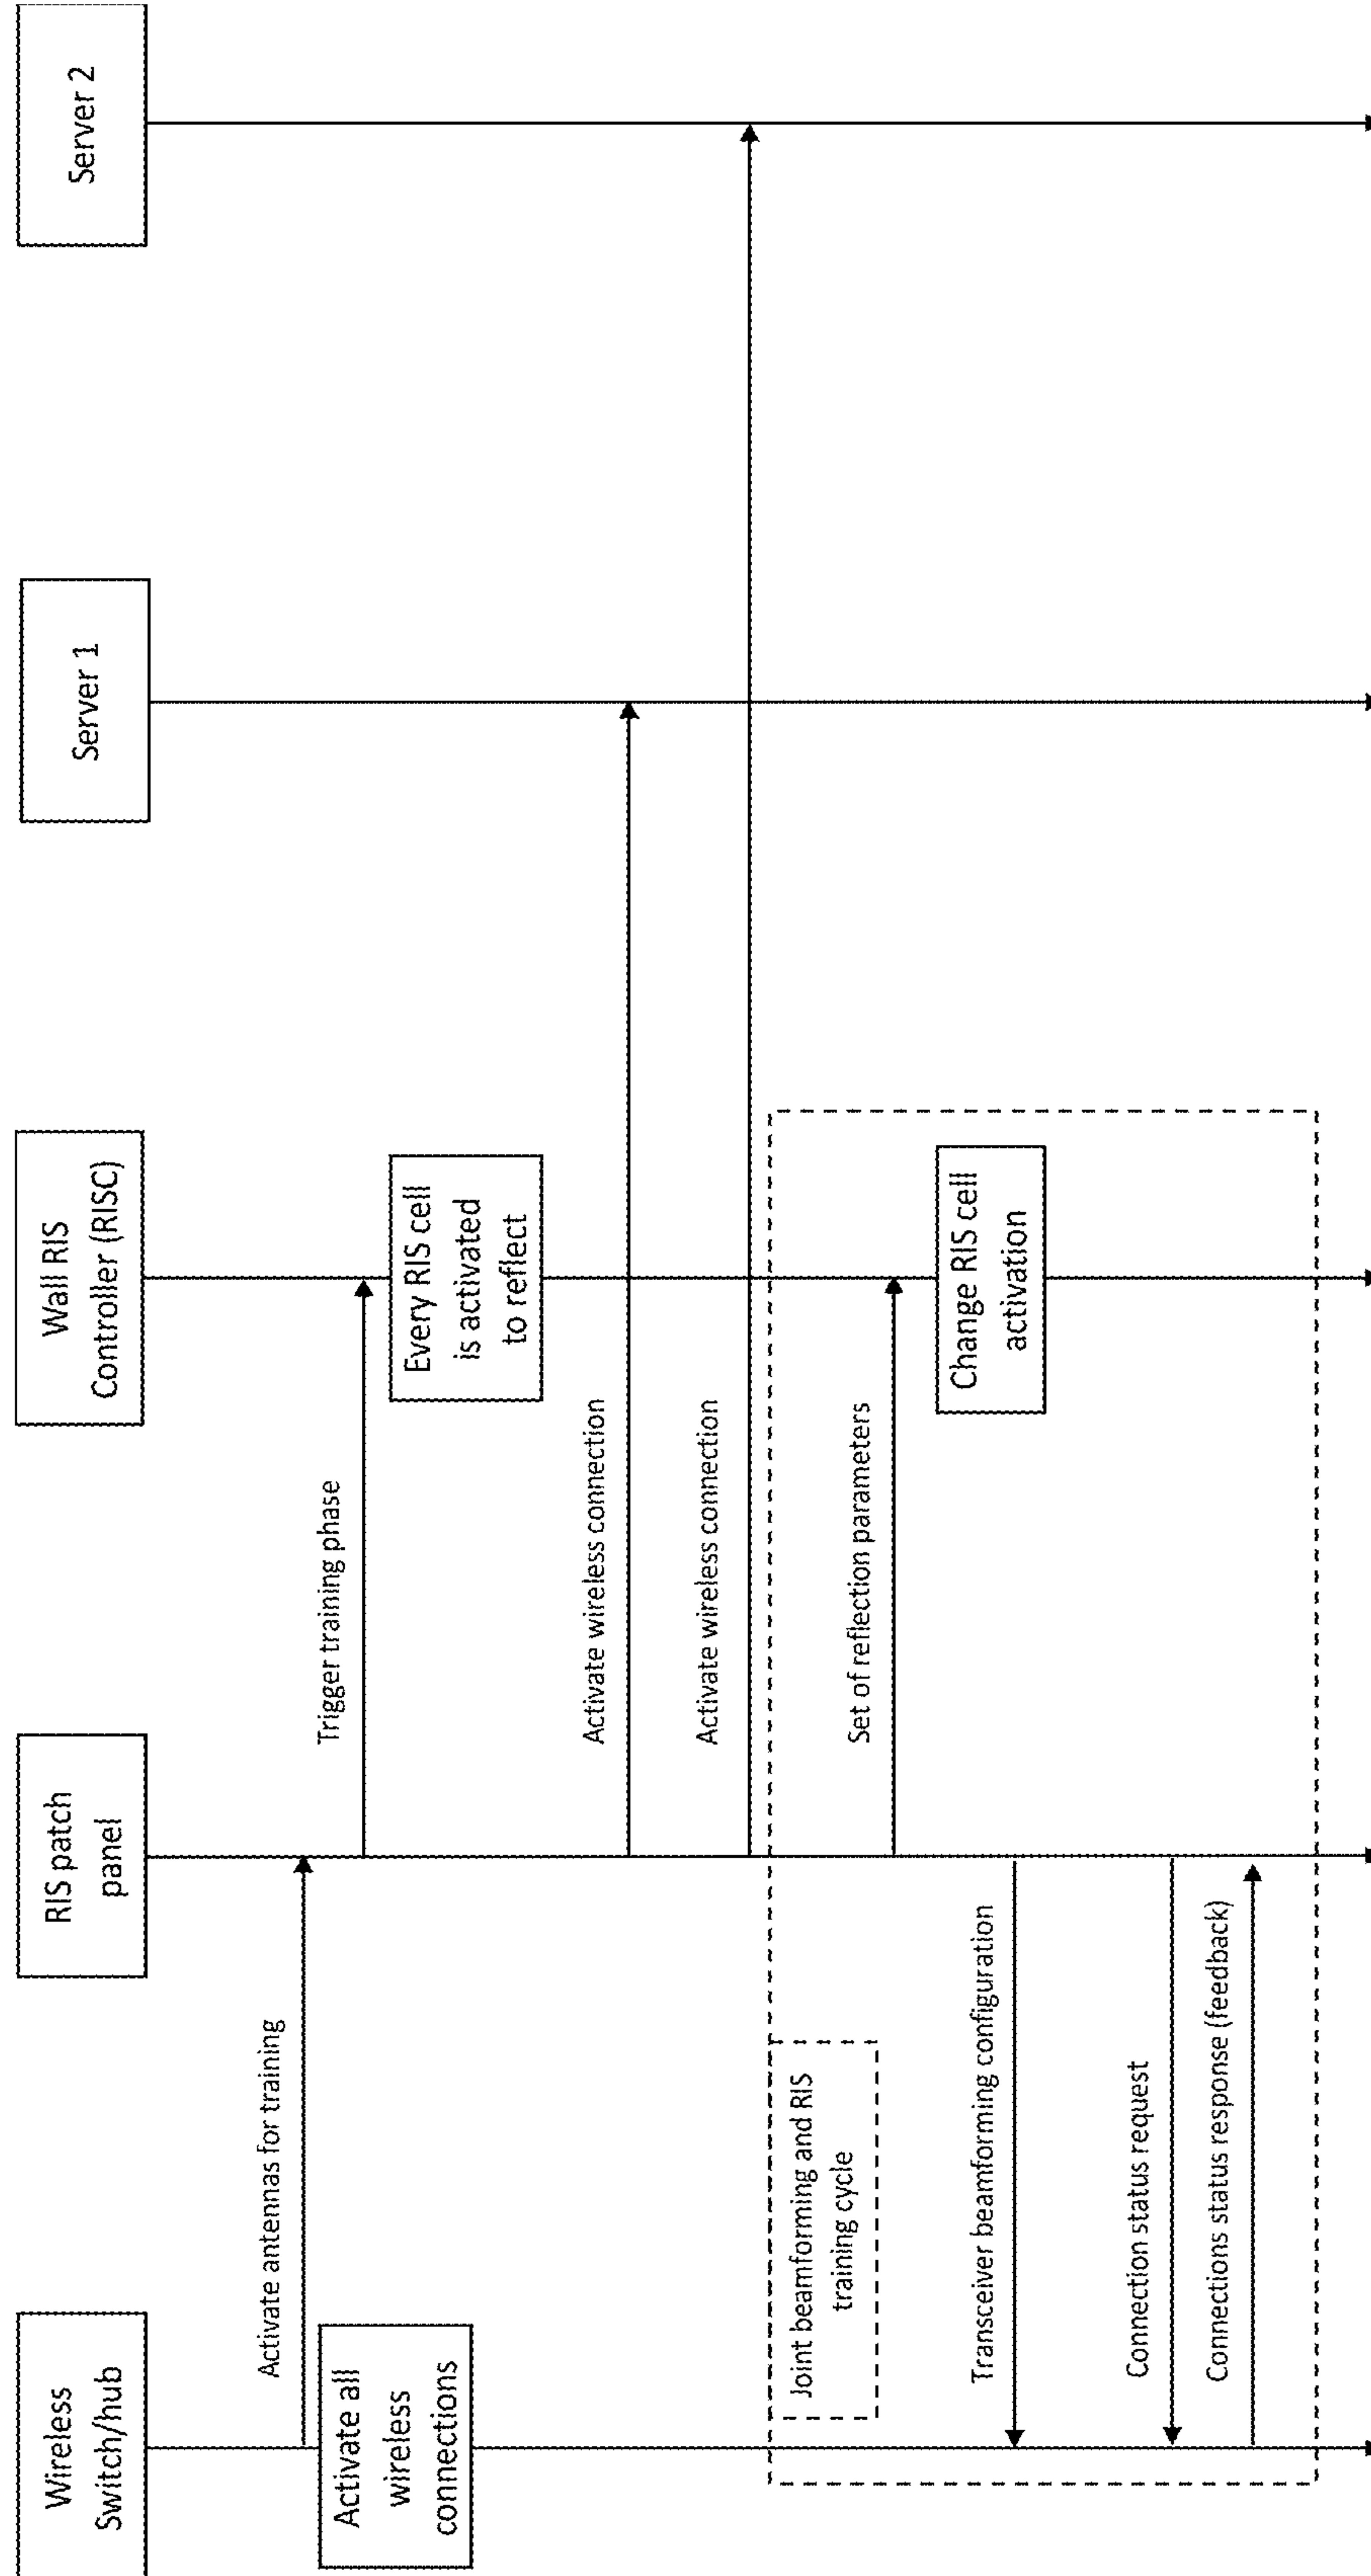 Wireless
Switch/hub
RIS patch
panel
Wall RIS
Controller (RISC)
Server 1
Server 2
Activate antennas for training
Activate all
wireless
connections
Trigger training phase
Every RIS cell
is activated
to reflect
Activate wireless connection
Activate wireless connection
Joint beamforming and RIS
training cycle
Set of reflection parameters
Change RIS cell
activation
Transceiver beamforming configuration
Connection status request
Connections status response (feedback)